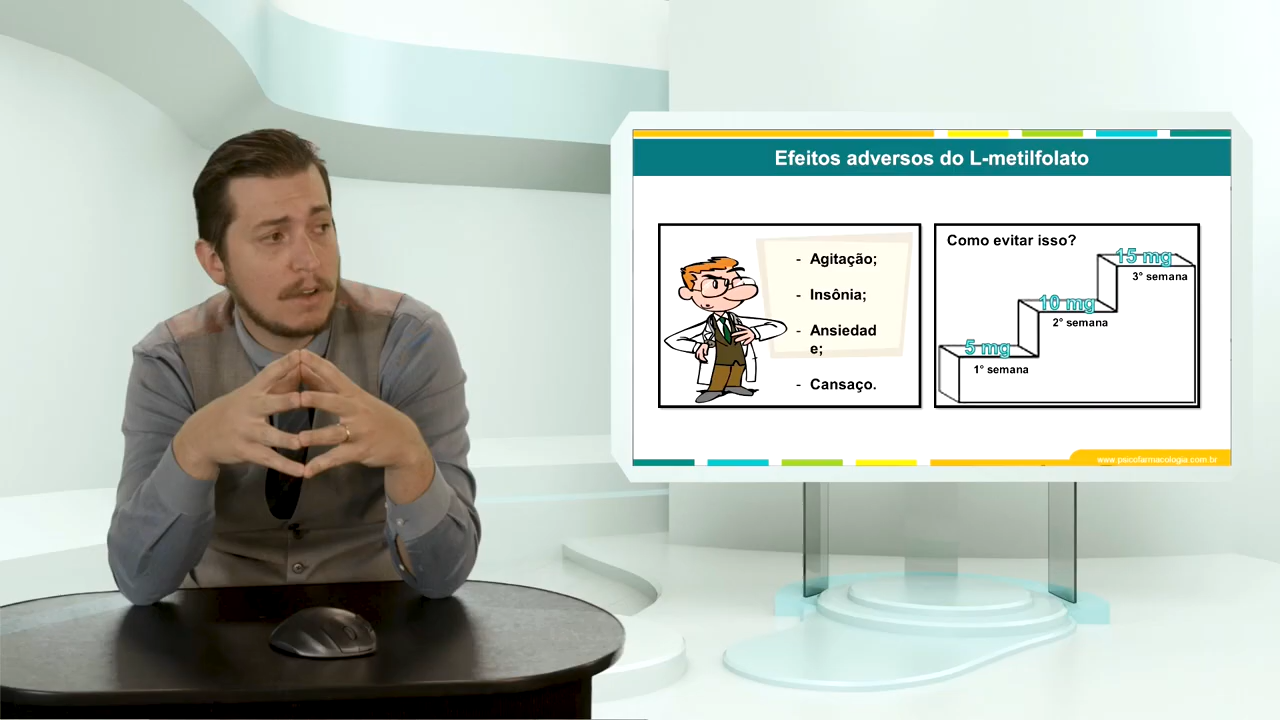 Efeitos adversos do L-metilfolato
- Agitação;
- Insônia;
- Ansiedad
e;
- Cansaço.
Como evitar isso?
15 mg
3° semana
10 mg
2° semana
5 mg
1° semana
www.psicofarmacologia.com.br